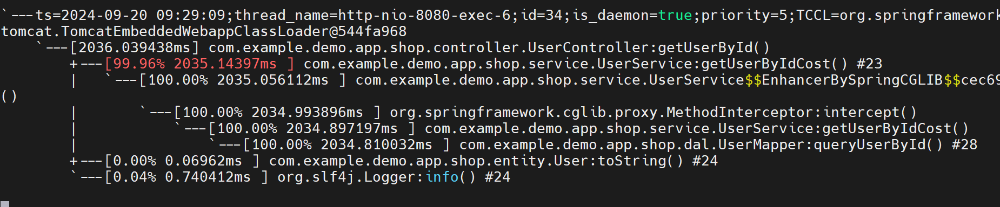 `---ts=2024-09-20 09:29:09;thread_name=http-nio-8080-exec-6;id=34;is_daemon=true;priority=5;TCCL=org.springframework
tomcat.TomcatEmbeddedWebappClassLoader@544fa968
    `---[2036.039438ms] com.example.demo.app.shop.controller.UserController:getUserById()
        +---[99.96% 2035.14397ms ] com.example.demo.app.shop.service.UserService:getUserByIdCost() #23
        |   `---[100.00% 2035.056112ms ] com.example.demo.app.shop.service.UserService$$EnhancerBySpringCGLIB$$cec69
()
        |       `---[100.00% 2034.993896ms ] org.springframework.cglib.proxy.MethodInterceptor:intercept()
        |           `---[100.00% 2034.897197ms ] com.example.demo.app.shop.service.UserService:getUserByIdCost()
        |               `---[100.00% 2034.810032ms ] com.example.demo.app.shop.dal.UserMapper:queryUserById() #28
        +---[0.00% 0.06962ms ] com.example.demo.app.shop.entity.User:toString() #24
        `---[0.04% 0.740412ms ] org.slf4j.Logger:info() #24